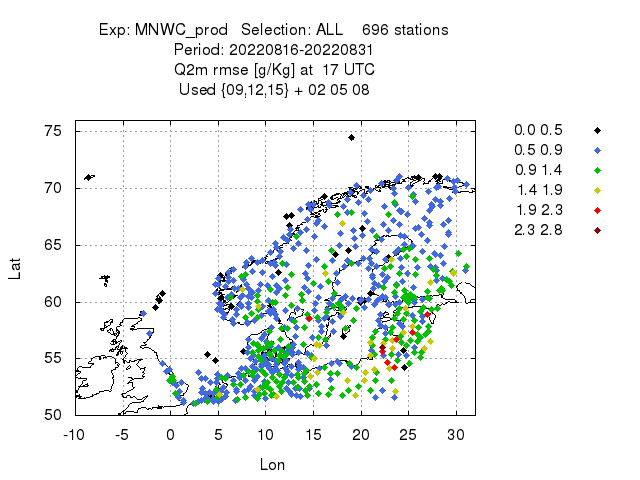 Exp: MNWC_prod   Selection: ALL    696 stations
Period: 20220816-20220831
Q2m rmse [g/Kg] at  17 UTC
Used {09,12,15} + 02 05 08
0.0 0.5
0.5 0.9
0.9 1.4
1.4 1.9
1.9 2.3
2.3 2.8
75
70
65
60
55
50
Lat
-10 -5 0 5 10 15 20 25 30
Lon